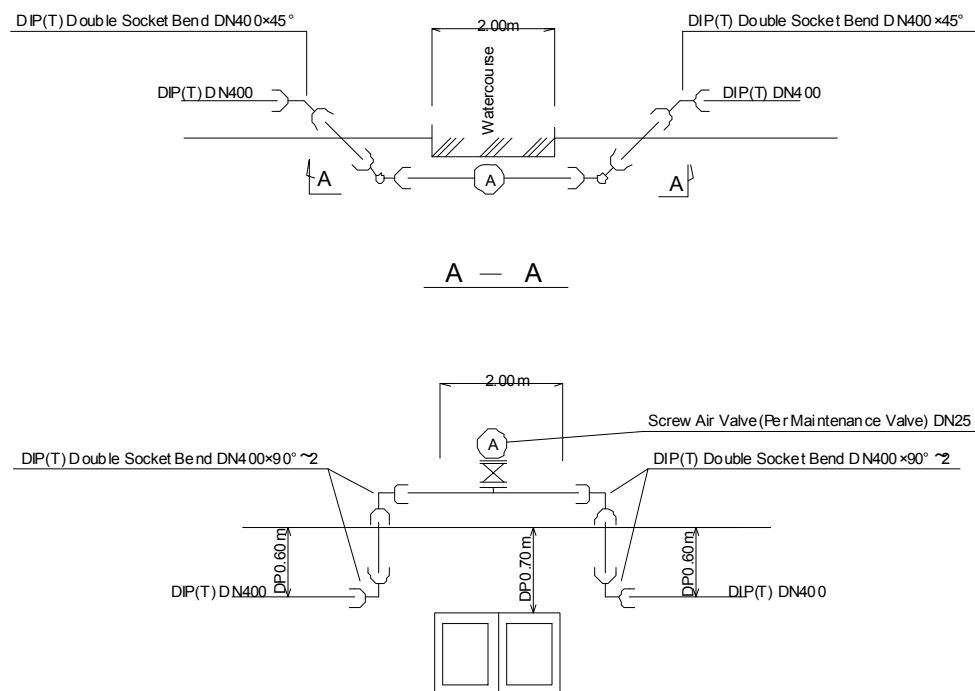 DIP(T) Double Socket Bend DN400×45°
2.00m
DIP(T) Double Socket Bend DN400×45°
DIP(T) DN400
Watercourse
DIP(T) DN400
A
A
A
A — A
2.00m
Screw Air Valve(Per Maintenance Valve) DN25
A
DIP(T) Double Socket Bend DN400×90° ~2
DIP(T) Double Socket Bend DN400×90° ~2
DP0.60m
DP0.70m
DP0.60m
DIP(T) DN400
DIP(T) DN400